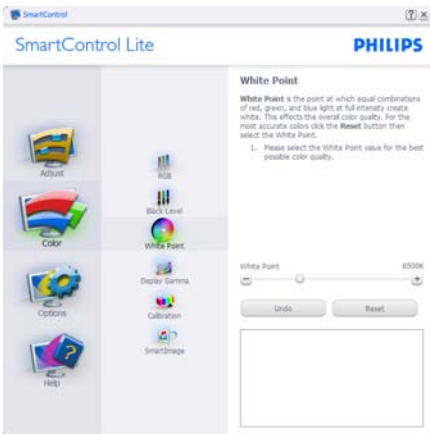 SmartControl
SmartControl Lite
PHILIPS
Adjust
Color
Options
Help
RGB
Black Level
White Point
Display Gamma
Calibration
SmartImage
White Point
White Point is the point at which equal combinations
of red, green, and blue light at full intensity create
white. This effects the overall color quality. For the
most accurate colors click the Reset button then
select the White Point.
1. Please select the White Point value for the best
possible color quality.
White Point 6500K
Undo Reset